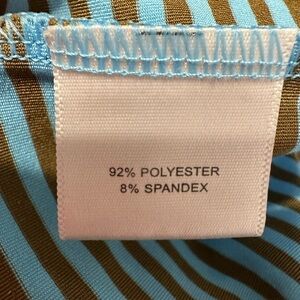 92% POLYESTER
8% SPANDEX